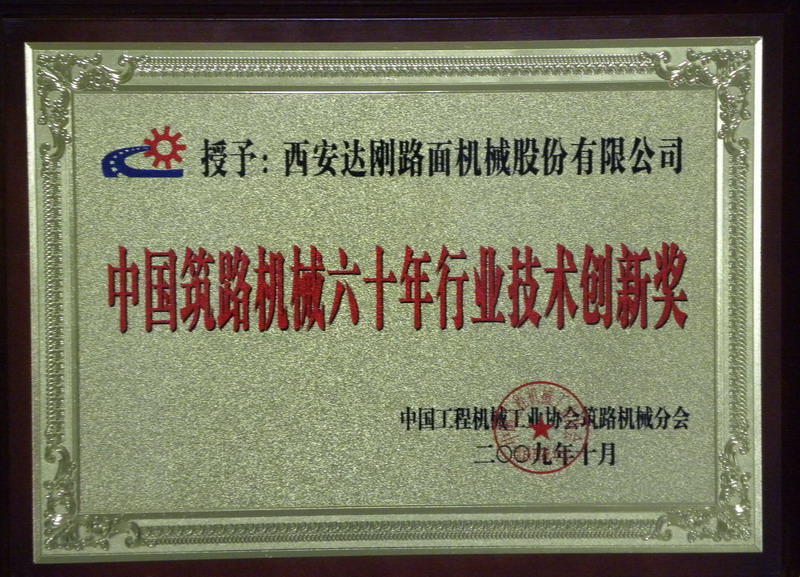 授予：西安达刚路面机械股份有限公司
中国筑路机械六十年行业技术创新奖
中国工程机械工业协会筑路机械分会
二〇〇九年十月